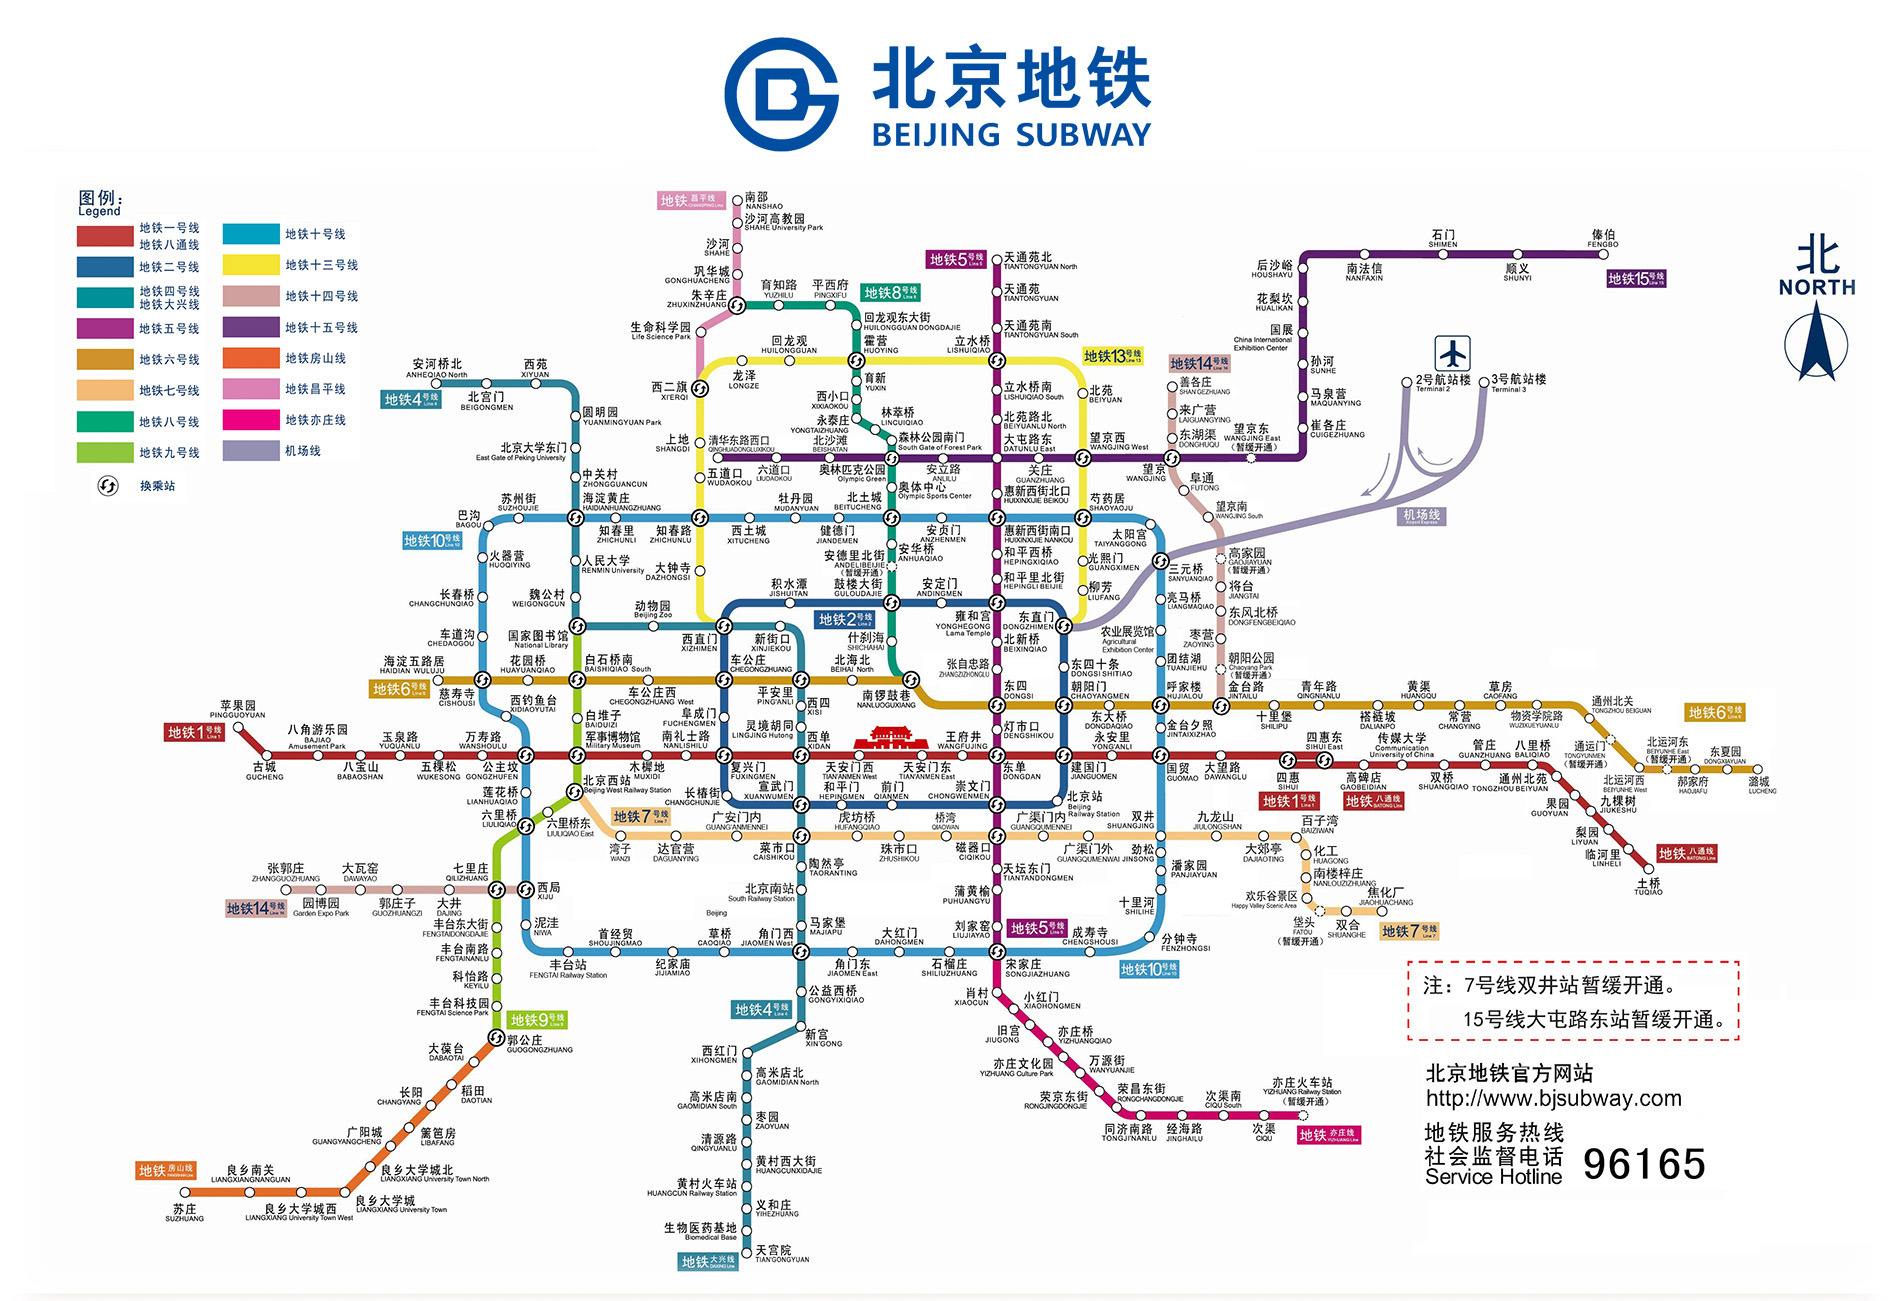 北京地铁
BEIJING SUBWAY
图例：
Legend
地铁一号线
地铁八通线
地铁二号线
地铁四号线
地铁大兴线
地铁五号线
地铁六号线
地铁七号线
地铁八号线
地铁九号线
换乘站
地铁十号线
地铁十三号线
地铁十四号线
地铁十五号线
地铁房山线
地铁昌平线
地铁亦庄线
机场线
北
NORTH
地铁 昌平线
南邵
NANSHAO
沙河高教园
SHAHE University Park
沙河
SHAHE
巩华城
GONGHUACHENG
朱辛庄
ZHUXINZHUANG
生命科学园
Life Science Park
西二旗
XI'ERQI
育知路
YUZHILU
平西府
PINGXIFU
地铁8号线
Line 8
回龙观东大街
HUILONGGUAN DONGDAJIE
霍营
HUOYING
育新
YUXIN
西小口
XIXIAOKOU
永泰庄
YONGTAIZHUANG
林萃桥
LINCUIQIAO
森林公园南门
South Gate of Forest Park
奥林匹克公园
Olympic Green
奥体中心
Olympic Sports Center
北土城
BEITUCHENG
安华桥
ANHUAQIAO
安德里北街
ANDELIBEIJIE
（暂缓开通）
鼓楼大街
GULOUDAJIE
什刹海
SHICHAHAI
南锣鼓巷
NANLUOGUXIANG
地铁5号线
Line 5
天通苑北
TIANTONGYUAN North
天通苑
TIANTONGYUAN
天通苑南
TIANTONGYUAN South
立水桥
LISHUIQIAO
立水桥南
LISHUIQIAO South
北苑路北
BEIYUANLU North
大屯路东
DATUNLU East
惠新西街北口
HUIXINXIJIE BEIKOU
惠新西街南口
HUIXINXIJIE NANKOU
和平西桥
HEPINGXIQIAO
和平里北街
HEPINGLI BEIJIE
雍和宫
YONGHEGONG
Lama Temple
北新桥
BEIXINQIAO
张自忠路
ZHANGZIZHONGLU
东四
DONGSI
灯市口
DENGSHIKOU
东单
DONGDAN
崇文门
CHONGWENMEN
磁器口
CIQIKOU
天坛东门
TIANTANDONGMEN
蒲黄榆
PUHUANGYU
刘家窑
LIUJIAYAO
地铁5号线
Line 5
宋家庄
SONGJIAZHUANG
地铁13号线
Line 13
回龙观
HUILONGGUAN
龙泽
LONGZE
上地
SHANGDI
五道口
WUDAOKOU
知春路
ZHICHUNLU
大钟寺
DAZHONGSI
西直门
XIZHIMEN
北苑
BEIYUAN
望京西
WANGJING West
芍药居
SHAOYAOJU
光熙门
GUANGXIMEN
柳芳
LIUFANG
东直门
DONGZHIMEN
地铁15号线
Line 15
清华东路西口
QINGHUADONGLUXIKOU
六道口
LIUDAOKOU
北沙滩
BEISHATAN
安立路
ANLILU
关庄
GUANZHUANG
望京
WANGJING
望京东
WANGJING East
（暂缓开通）
崔各庄
CUIGEZHUANG
马泉营
MAQUANYING
孙河
SUNHE
国展
China International
Exhibition Center
花梨坎
HUALIKAN
后沙峪
HOUSHAYU
南法信
NANFAXIN
石门
SHIMEN
顺义
SHUNYI
俸伯
FENGBO
2号航站楼
Terminal 2
3号航站楼
Terminal 3
机场线
Airport Express
地铁14号线
Line 14
善各庄
SHAN'GEZHUANG
来广营
LAIGUANGYING
东湖渠
DONGHUQU
阜通
FUTONG
望京南
WANGJING South
高家园
GAOJIAYUAN
（暂缓开通）
将台
JIANGTAI
东风北桥
DONGFENGBEIQIAO
枣营
ZAOYING
朝阳公园
Chaoyang Park
（暂缓开通）
金台路
JINTAILU
安河桥北
ANHEQIAO North
地铁4号线
Line 4
北宫门
BEIGONGMEN
西苑
XIYUAN
圆明园
YUANMINGYUAN Park
北京大学东门
East Gate of Peking University
中关村
ZHONGGUANCUN
海淀黄庄
HAIDIANHUANGZHUANG
人民大学
RENMIN University
魏公村
WEIGONGCUN
国家图书馆
National Library
动物园
Beijing Zoo
新街口
XINJIEKOU
平安里
PING'ANLI
西四
XISI
灵境胡同
LINGJING Hutong
西单
XIDAN
宣武门
XUANWUMEN
菜市口
CAISHIKOU
陶然亭
TAORANTING
北京南站
South Railway Station
Beijing
马家堡
MAJIAPU
角门西
JIAOMEN West
公益西桥
GONGYIXIQIAO
地铁4号线
Line 4
新宫
XIN'GONG
西红门
XIHONGMEN
高米店北
GAOMIDIAN North
高米店南
GAOMIDIAN South
枣园
ZAOYUAN
清源路
QINGYUANLU
黄村西大街
HUANGCUNXIDAJIE
黄村火车站
HUANGCUN Railway Station
义和庄
YIHEZHUANG
生物医药基地
Biomedical Base
天宫院
TIAN'GONGYUAN
地铁 大兴线
DAXING Line
地铁10号线
Line 10
巴沟
BAGOU
苏州街
SUZHOUJIE
知春里
ZHICHUNLI
西土城
XITUCHENG
牡丹园
MUDANYUAN
健德门
JIANDEMEN
安贞门
ANZHENMEN
太阳宫
TAIYANGGONG
三元桥
SANYUANQIAO
亮马桥
LIANGMAQIAO
农业展览馆
Agricultural
Exhibition Center
团结湖
TUANJIEHU
呼家楼
HUJIALOU
金台夕照
JINTAIXIZHAO
国贸
GUOMAO
双井
SHUANGJING
劲松
JINSONG
潘家园
PANJIAYUAN
十里河
SHILIHE
分钟寺
FENZHONGSI
地铁10号线
Line 10
成寿寺
CHENGSHOUSI
石榴庄
SHILIUZHUANG
大红门
DAHONGMEN
角门东
JIAOMEN East
草桥
CAOQIAO
纪家庙
JIJIAMIAO
首经贸
SHOUJINGMAO
丰台站
FENGTAI Railway Station
泥洼
NIWA
西局
XIJU
六里桥
LIULIQIAO
莲花桥
LIANHUAQIAO
公主坟
GONGZHUFEN
西钓鱼台
XIDIAOYUTAI
慈寿寺
CISHOUSI
车道沟
CHEDAOGOU
长春桥
CHANGCHUNQIAO
火器营
HUOQIYING
地铁2号线
Line 2
积水潭
JISHUITAN
安定门
ANDINGMEN
东四十条
DONGSI SHITIAO
朝阳门
CHAOYANGMEN
建国门
JIANGUOMEN
北京站
Beijing
Railway Station
前门
QIANMEN
和平门
HEPINGMEN
长椿街
CHANGCHUNJIE
复兴门
FUXINGMEN
阜成门
FUCHENGMEN
车公庄
CHEGONGZHUANG
海淀五路居
HAIDIAN WULUJU
地铁6号线
Line 6
花园桥
HUAYUANQIAO
白石桥南
BAISHIQIAO South
车公庄西
CHEGONGZHUANG West
北海北
BEIHAI North
东大桥
DONGDAQIAO
十里堡
SHILIPU
青年路
QINGNIANLU
褡裢坡
DALIANPO
黄渠
HUANGQU
常营
CHANGYING
草房
CAOFANG
物资学院路
WUZIXUEYUANLU
通州北关
TONGZHOU BEIGUAN
通运门
TONGYUNMEN
（暂缓开通）
北运河西
BEIYUNHE West
北运河东
BEIYUNHE East
（暂缓开通）
郝家府
HAOJIAFU
东夏园
DONGXIAYUAN
潞城
LUCHENG
地铁6号线
Line 6
地铁1号线
Line 1
苹果园
PINGGUOYUAN
古城
GUCHENG
八角游乐园
BAJIAO
Amusement Park
八宝山
BABAOSHAN
玉泉路
YUQUANLU
五棵松
WUKESONG
万寿路
WANSHOULU
军事博物馆
Military Museum
木樨地
MUXIDI
南礼士路
NANLISHILU
天安门西
TIAN'ANMEN West
天安门东
TIAN'ANMEN East
王府井
WANGFUJING
永安里
YONG'ANLI
大望路
DAWANGLU
四惠
SIHUI
四惠东
SIHUI East
地铁1号线
Line 1
地铁 八通线
BATONG Line
高碑店
GAOBEIDIAN
传媒大学
Communication
University of China
双桥
SHUANGQIAO
管庄
GUANZHUANG
八里桥
BALIQIAO
通州北苑
TONGZHOU BEIYUAN
果园
GUOYUAN
九棵树
JIUKESHU
梨园
LIYUAN
临河里
LINHELI
土桥
TUQIAO
地铁 八通线
BATONG Line
白堆子
BAIDUIZI
北京西站
Beijing West Railway Station
六里桥东
LIULIQIAO East
七里庄
QILIZHUANG
丰台东大街
FENGTAIDONGDAJIE
丰台南路
FENGTAINANLU
科怡路
KEYILU
丰台科技园
FENGTAI Science Park
地铁9号线
Line 9
郭公庄
GUOGONGZHUANG
地铁7号线
Line 7
湾子
WANZI
达官营
DAGUANYING
广安门内
GUANG'ANMENNEI
虎坊桥
HUFANGQIAO
珠市口
ZHUSHIKOU
桥湾
QIAOWAN
广渠门内
GUANGQUMENNEI
广渠门外
GUANGQUMENWAI
九龙山
JIULONGSHAN
大郊亭
DAJIAOTING
百子湾
BAIZIWAN
化工
HUAGONG
南楼梓庄
NANLOUZIZHUANG
欢乐谷景区
Happy Valley Scenic Area
垡头
FATOU
（暂缓开通）
双合
SHUANGHE
焦化厂
JIAOHUACHANG
地铁7号线
Line 7
张郭庄
ZHANGGUOZHUANG
地铁14号线
园博园
Garden Expo Park
大瓦窑
DAWAYAO
郭庄子
GUOZHUANGZI
大井
DAJING
大葆台
DABAOTAI
稻田
DAOTIAN
长阳
CHANGYANG
篱笆房
LIBAFANG
广阳城
GUANGYANGCHENG
良乡大学城北
LIANGXIANG University Town North
良乡大学城
LIANGXIANG University Town
良乡大学城西
LIANGXIANG University Town West
良乡南关
LIANGXIANGNANGUAN
苏庄
SUZHUANG
地铁 房山线
肖村
XIAOCUN
小红门
XIAOHONGMEN
旧宫
JIUGONG
亦庄桥
YIZHUANGQIAO
亦庄文化园
YIZHUANG Culture Park
万源街
WANYUANJIE
荣京东街
RONGJINGDONGJIE
荣昌东街
RONGCHANGDONGJIE
同济南路
TONGJI'NANLU
经海路
JINGHAILU
次渠南
CIQU South
次渠
CIQU
亦庄火车站
YIZHUANG Railway Station
（暂缓开通）
地铁 亦庄线
YIZHUANG Line
注：7号线双井站暂缓开通。
15号线大屯路东站暂缓开通。
北京地铁官方网站
http://www.bjsubway.com
地铁服务热线
社会监督电话
Service Hotline
96165